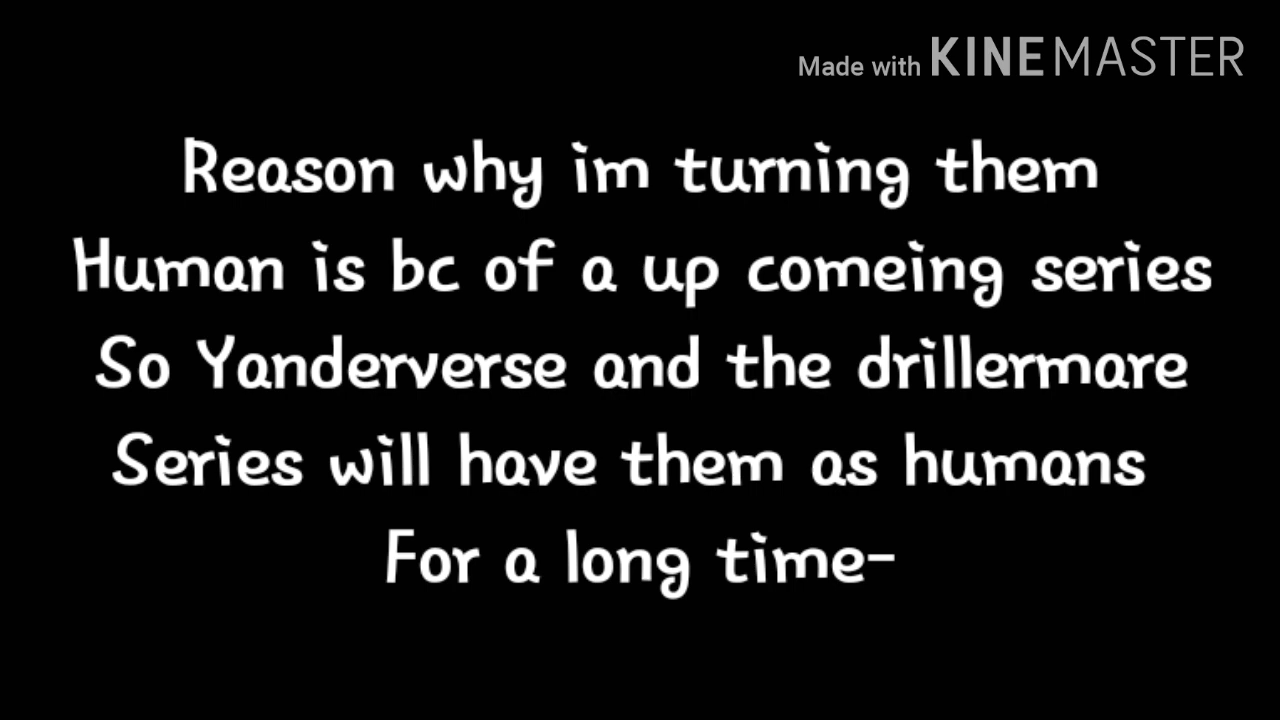 Made with KINEMASTER
Reason why im turning them
Human is bc of a up comeing series
So Yanderverse and the drillermare
Series will have them as humans
For a long time-